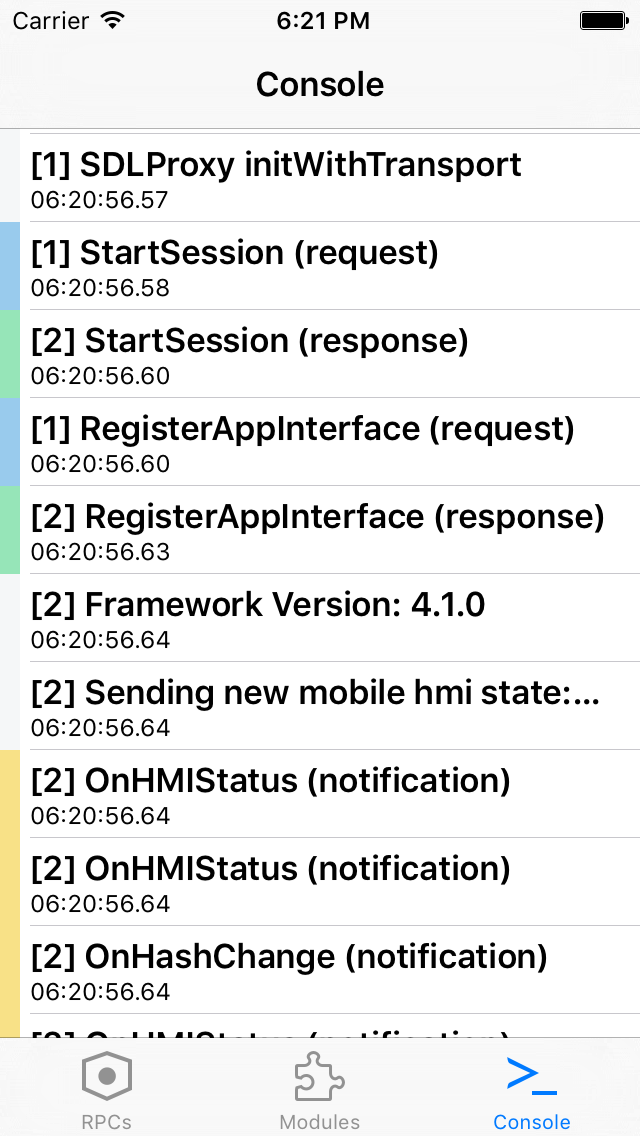 Carrier 6:21 PM
Console
[1] SDLProxy initWithTransport
06:20:56.57
[1] StartSession (request)
06:20:56.58
[2] StartSession (response)
06:20:56.60
[1] RegisterAppInterface (request)
06:20:56.60
[2] RegisterAppInterface (response)
06:20:56.63
[2] Framework Version: 4.1.0
06:20:56.64
[2] Sending new mobile hmi state:...
06:20:56.64
[2] OnHMIStatus (notification)
06:20:56.64
[2] OnHMIStatus (notification)
06:20:56.64
[2] OnHashChange (notification)
06:20:56.64
[2] OnHMIStatus (notification)
RPCs Modules Console